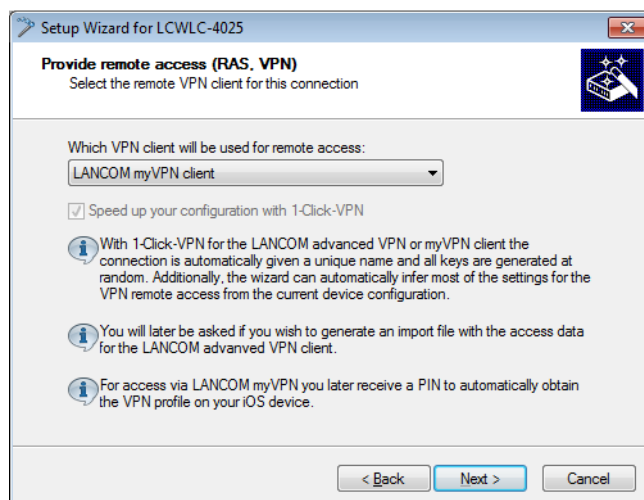 Setup Wizard for LCWLC-4025
Provide remote access (RAS, VPN)
Select the remote VPN client for this connection
Which VPN client will be used for remote access:
LANCOM myVPN client
Speed up your configuration with 1-Click-VPN
With 1-Click-VPN for the LANCOM advanced VPN or myVPN client the
connection is automatically given a unique name and all keys are generated at
random. Additionally, the wizard can automatically infer most of the settings for the
VPN remote access from the current device configuration.
You will later be asked if you wish to generate an import file with the access data
for the LANCOM advanved VPN client.
For access via LANCOM myVPN you later receive a PIN to automatically obtain
the VPN profile on your iOS device.
< Back
Next >
Cancel